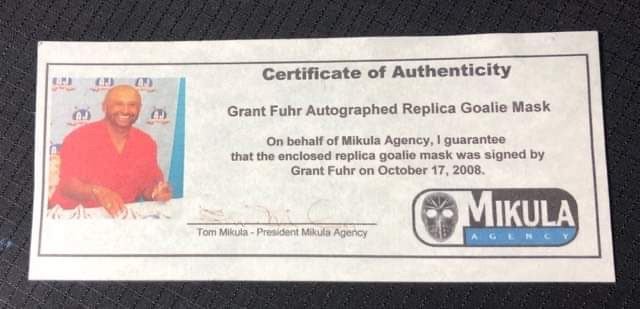 Certificate of Authenticity
Grant Fuhr Autographed Replica Goalie Mask
On behalf of Mikula Agency, I guarantee
that the enclosed replica goalie mask was signed by
Grant Fuhr on October 17, 2008.
Tom Mikula - President Mikula Agency
MIKULA
AGENCY